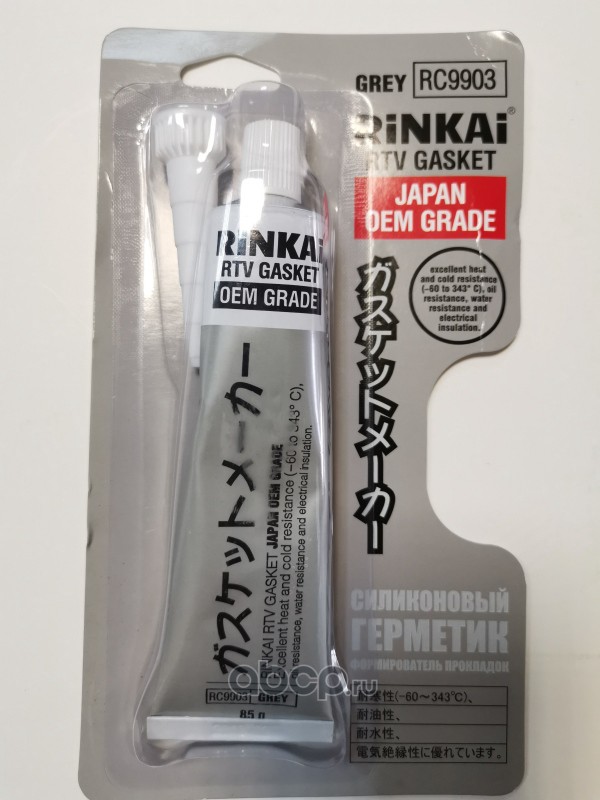 GREY RC9903
RiNKAi®
RTV GASKET
JAPAN
OEM GRADE
excellent heat
and cold resistance
(-60 to 343° C), oil
resistance, water
resistance and
electrical
insulation.
ガスケットメーカー
СИЛИКОНОВЫЙ
ГЕРМЕТИК
ФОРМИРОВАТЕЛЬ ПРОКЛАДОК
耐寒性(-60～343℃)、
耐油性、
耐水性、
電気絶縁性に優れています。
RiNKAi
RTV GASKET
OEM GRADE
ガスケットメーカー
RINKAI RTV GASKET JAPAN OEM GRADE
Excellent heat and cold resistance (-60 to 343° C),
resistance, water resistance and electrical insulation.
RC9903 GREY
85 g
abcp.ru